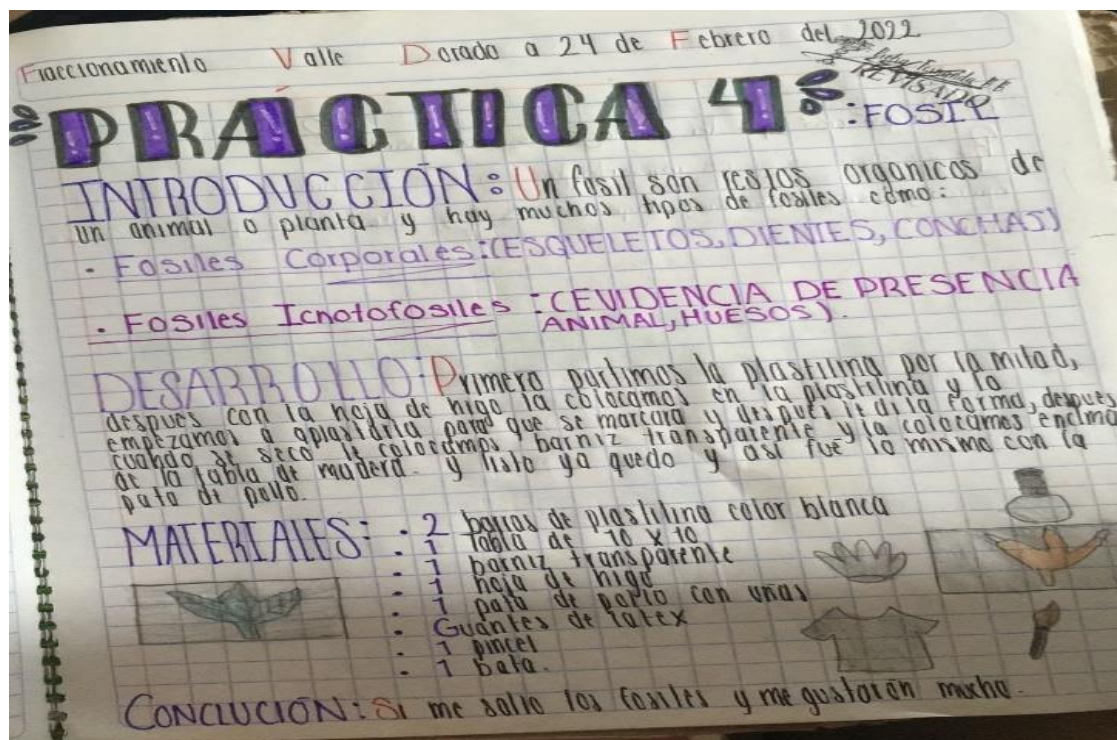 Fraccionamiento Valle Dorado a 24 de Febrero del 2022
REVISADO
PRÁCTICA 4 :FOSIL
INTRODUCCIÓN: Un fosil son restos organicos de
un animal o planta y hay muchos tipos de fosiles como:
· Fosiles Corporales:(ESQUELETOS, DIENTES, CONCHAS)
· Fosiles Icnotofosiles :(EVIDENCIA DE PRESENCIA
ANIMAL, HUESOS).
DESARROLLO: Primero partimos la plastilina por la mitad,
despues con la hoja de higo la colocamos en la plastilina y lo
empezamos a aplastarla para que se marcara y despues le di la forma, despues
cuando se seco le colocamos barniz transparente y la colocamos encima
de la tabla de madera. y listo ya quedo y asi fue lo mismo con la
pata de pollo.
MATERIALES: · 2 barras de plastilina color blanca
· 1 tabla de 10 x 10
· 1 barniz transparente
· 1 hoja de higo
· 1 pata de pollo con uñas
· Guantes de latex
· 1 pincel
· 1 bata.
CONCLUCIÓN: Si me salio los fosiles y me gustaron mucho.